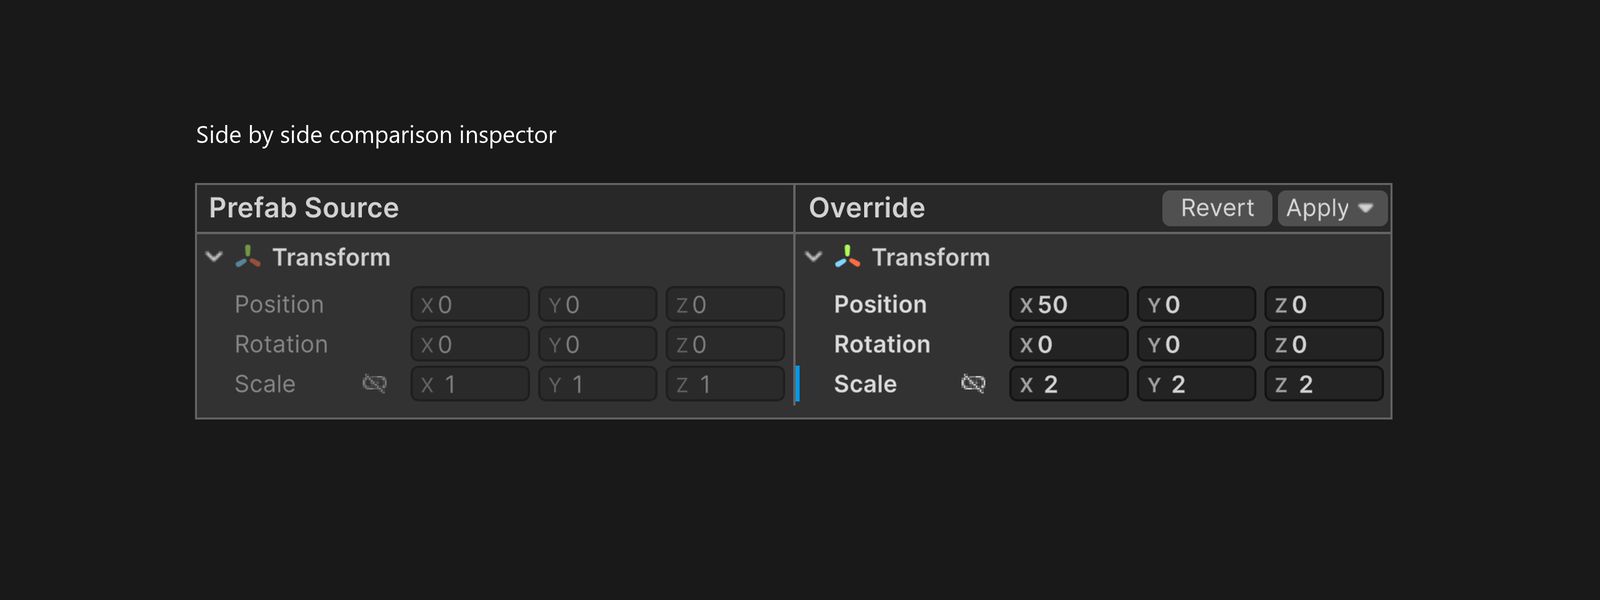 Side by side comparison inspector
Prefab Source Override Revert Apply
Transform Transform
Position X 0 Y 0 Z 0 Position X 50 Y 0 Z 0
Rotation X 0 Y 0 Z 0 Rotation X 0 Y 0 Z 0
Scale X 1 Y 1 Z 1 Scale X 2 Y 2 Z 2